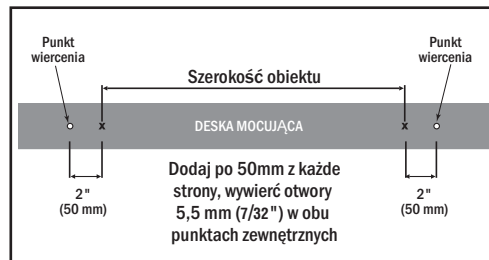 Punkt
wiercenia
Punkt
wiercenia
Szerokość obiektu
x
x
DESKA MOCUJĄCA
2"
(50 mm)
Dodaj po 50mm z każde
strony, wywierć otwory
5,5 mm (7/32") w obu
punktach zewnętrznych
2"
(50 mm)